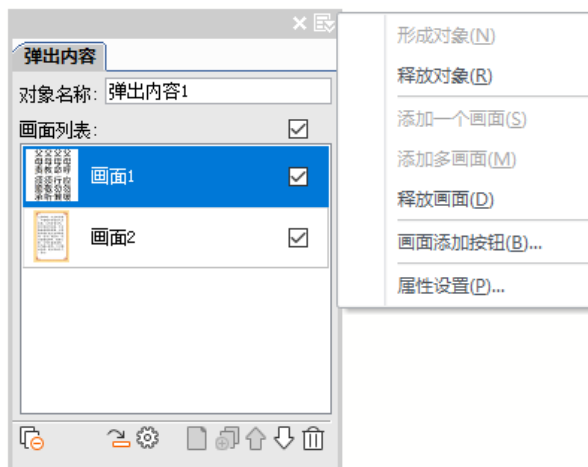 弹出内容
对象名称: 弹出内容1
画面列表:
画面1
画面2
形成对象(N)
释放对象(R)
添加一个画面(S)
添加多画面(M)
释放画面(D)
画面添加按钮(B)...
属性设置(P)...